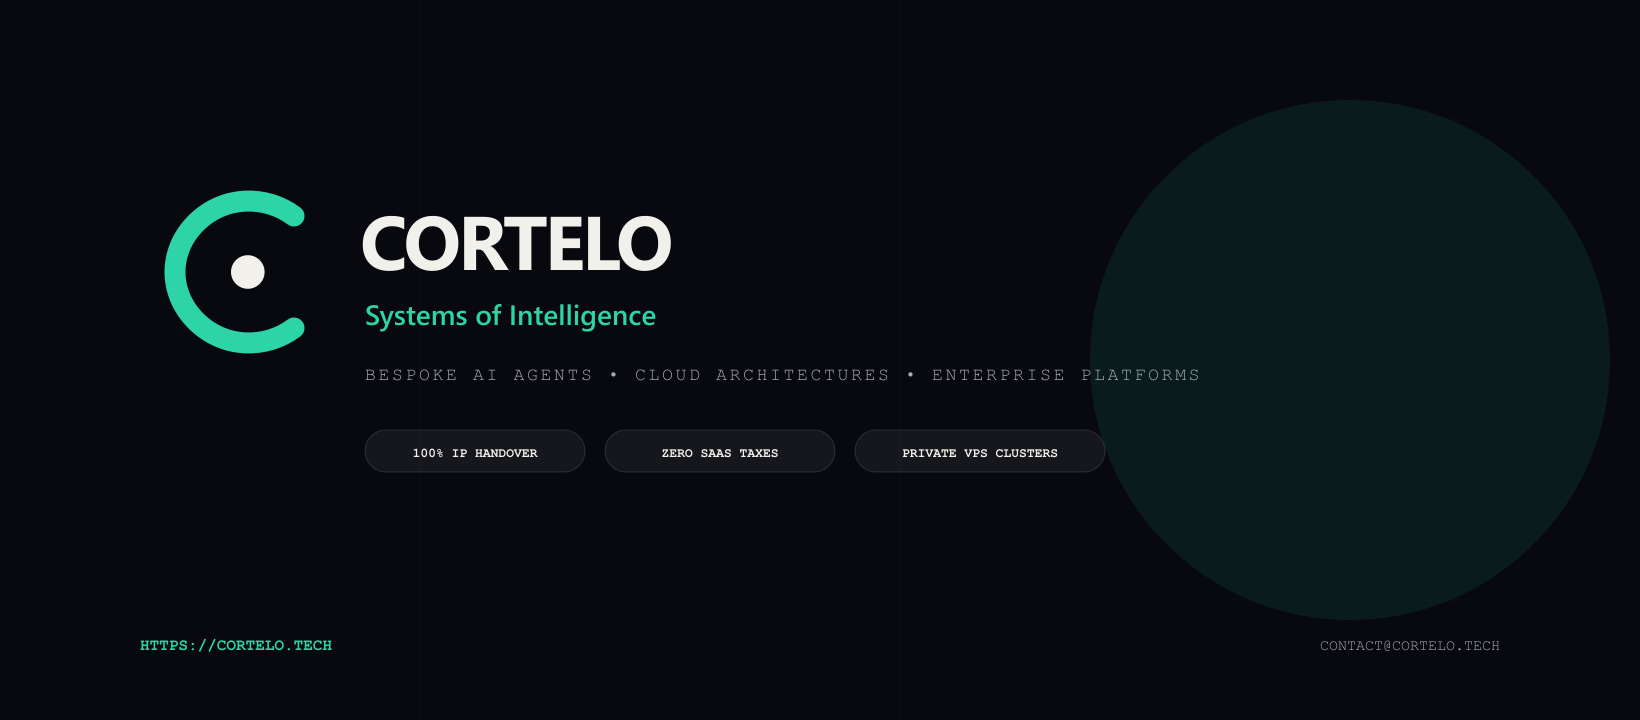 CORTELO
Systems of Intelligence
BESPOKE AI AGENTS • CLOUD ARCHITECTURES • ENTERPRISE PLATFORMS
100% IP HANDOVER
ZERO SAAS TAXES
PRIVATE VPS CLUSTERS
HTTPS://CORTELO.TECH
CONTACT@CORTELO.TECH